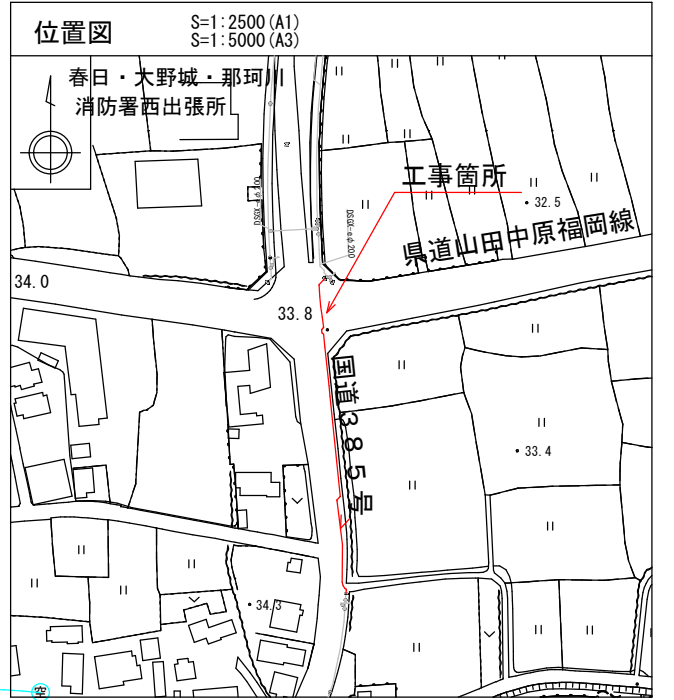 位置図
S=1:2500(A1)
S=1:5000(A3)
春日・大野城・那珂川
消防署西出張所
工事箇所
32.5
県道山田中原福岡線
34.0
33.8
国道385号
33.4
34.3